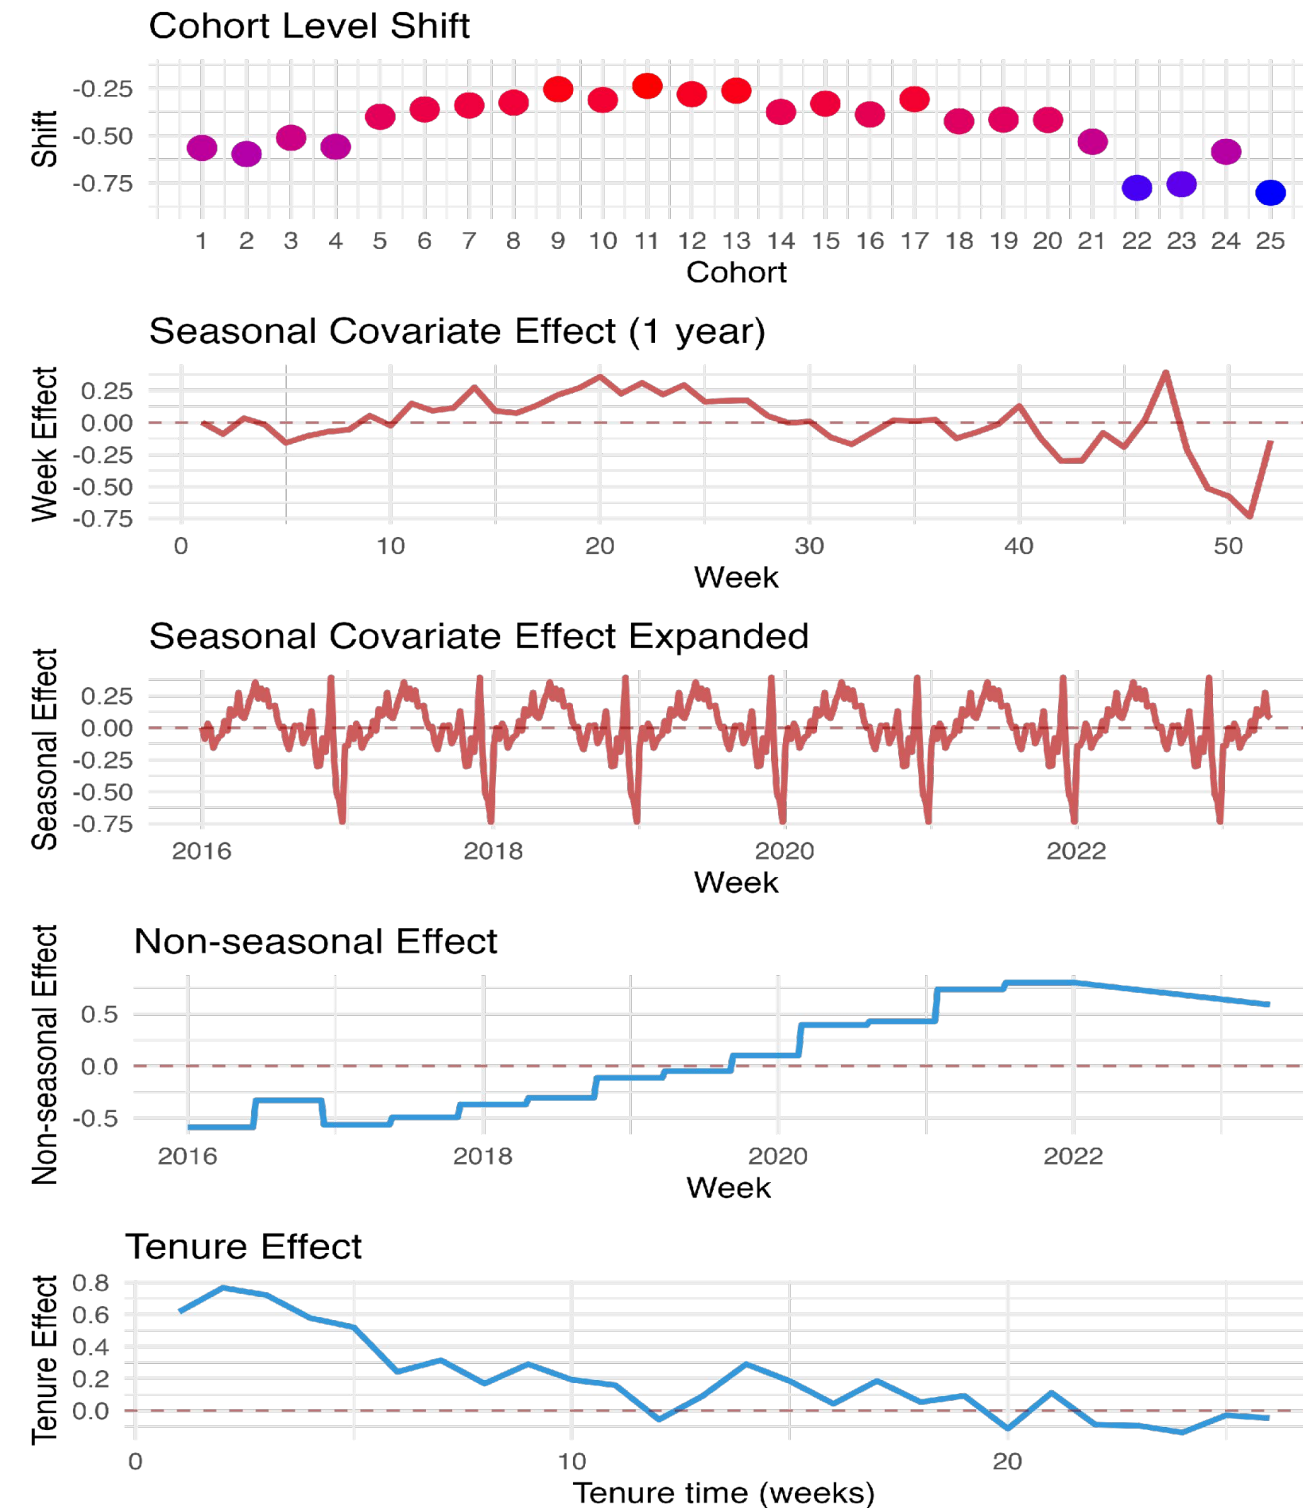 Cohort Level Shift
Shift
-0.25
-0.50
-0.75
1 2 3 4 5 6 7 8 9 10 11 12 13 14 15 16 17 18 19 20 21 22 23 24 25
Cohort
Seasonal Covariate Effect (1 year)
Week Effect
0.25
0.00
-0.25
-0.50
-0.75
0 10 20 30 40 50
Week
Seasonal Covariate Effect Expanded
Seasonal Effect
0.25
0.00
-0.25
-0.50
-0.75
2016 2018 2020 2022
Week
Non-seasonal Effect
Non-seasonal Effect
0.5
0.0
-0.5
2016 2018 2020 2022
Week
Tenure Effect
Tenure Effect
0.8
0.6
0.4
0.2
0.0
0 10 20
Tenure time (weeks)